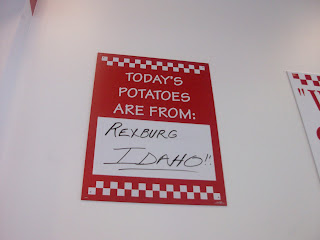 TODAY'S
POTATOES
ARE FROM:
REXBURG
IDAHO!!